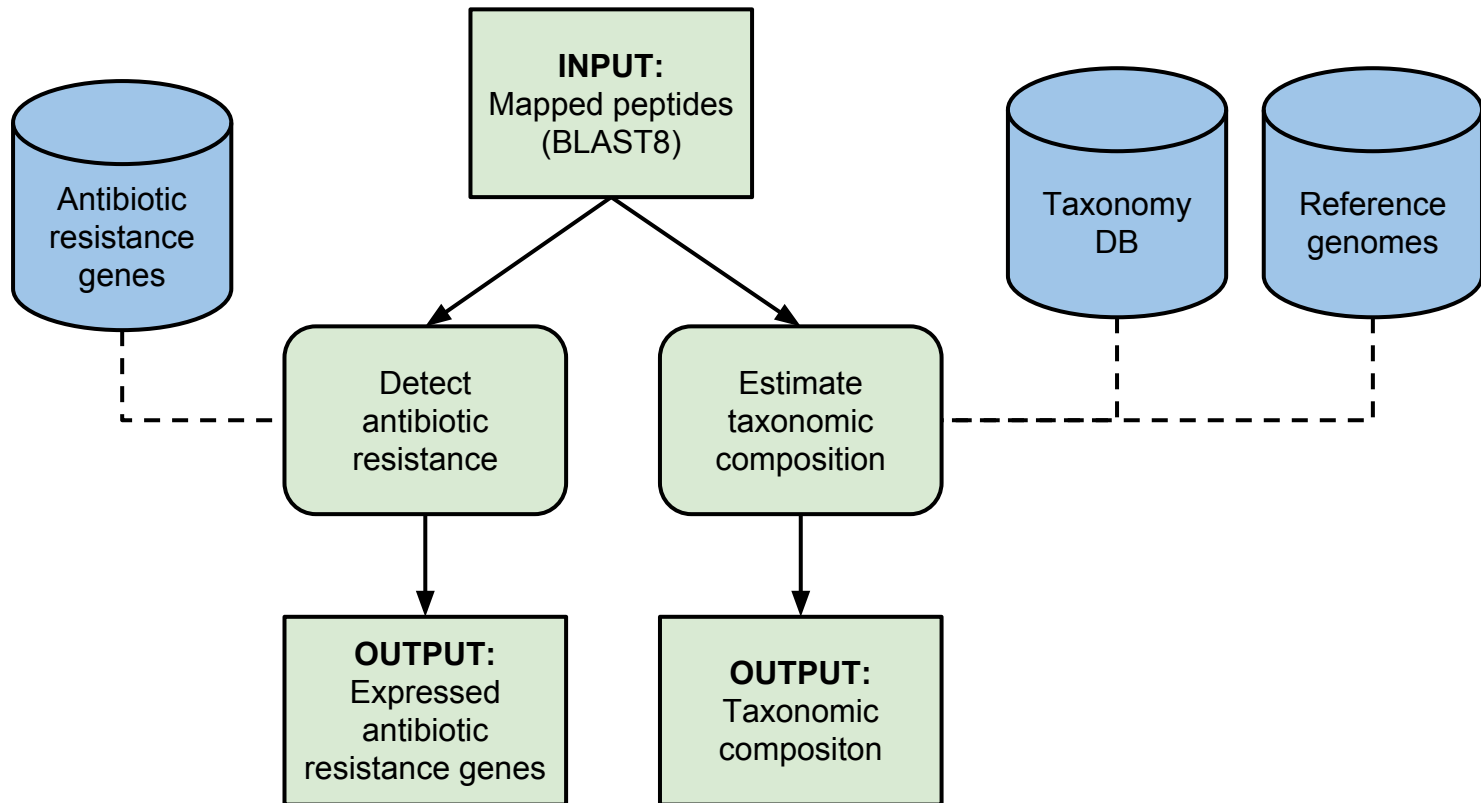 INPUT:
Mapped peptides
(BLAST8)
Antibiotic
resistance
genes
Taxonomy
DB
Reference
genomes
Detect
antibiotic
resistance
Estimate
taxonomic
composition
OUTPUT:
Expressed
antibiotic
resistance genes
OUTPUT:
Taxonomic
compositon